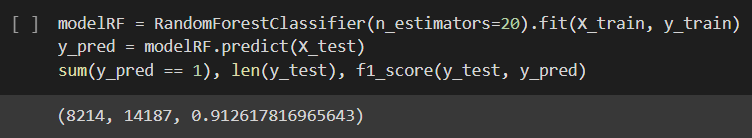 [ ] modelRF = RandomForestClassifier(n_estimators=20).fit(X_train, y_train)
y_pred = modelRF.predict(X_test)
sum(y_pred == 1), len(y_test), f1_score(y_test, y_pred)
(8214, 14187, 0.912617816965643)